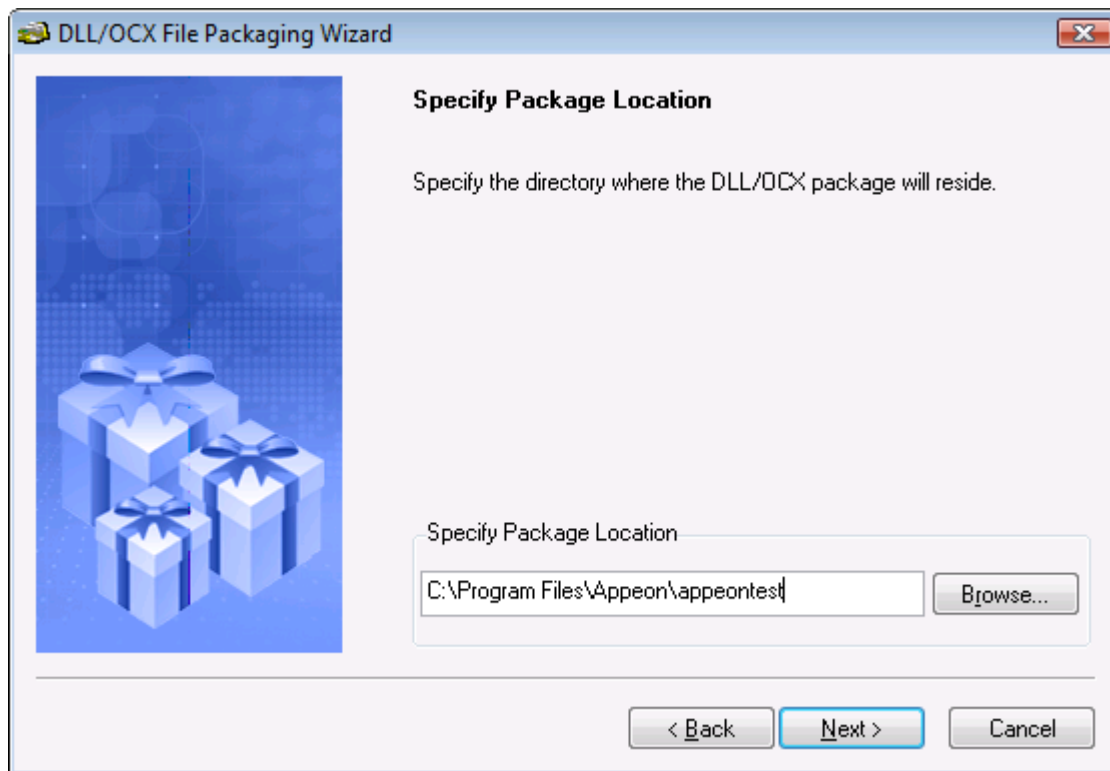 DLL/OCX File Packaging Wizard
Specify Package Location
Specify the directory where the DLL/OCX package will reside.
Specify Package Location
C:\Program Files\Appeon\appeontest
Browse...
< Back
Next >
Cancel